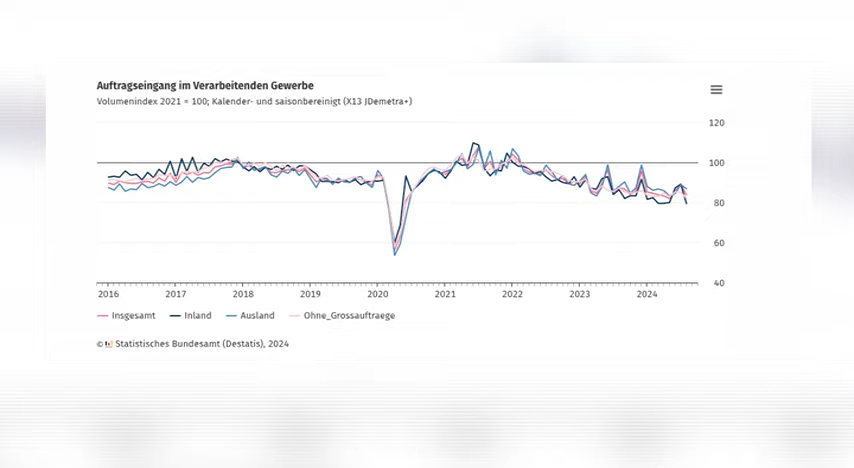 Auftragseingang im Verarbeitenden Gewerbe
Volumenindex 2021 = 100; Kalender- und saisonbereinigt (X13 JDemetra+)
120
100
80
60
40
2016 2017 2018 2019 2020 2021 2022 2023 2024
Insgesamt Inland Ausland Ohne_Grossauftraege
© Statistisches Bundesamt (Destatis), 2024